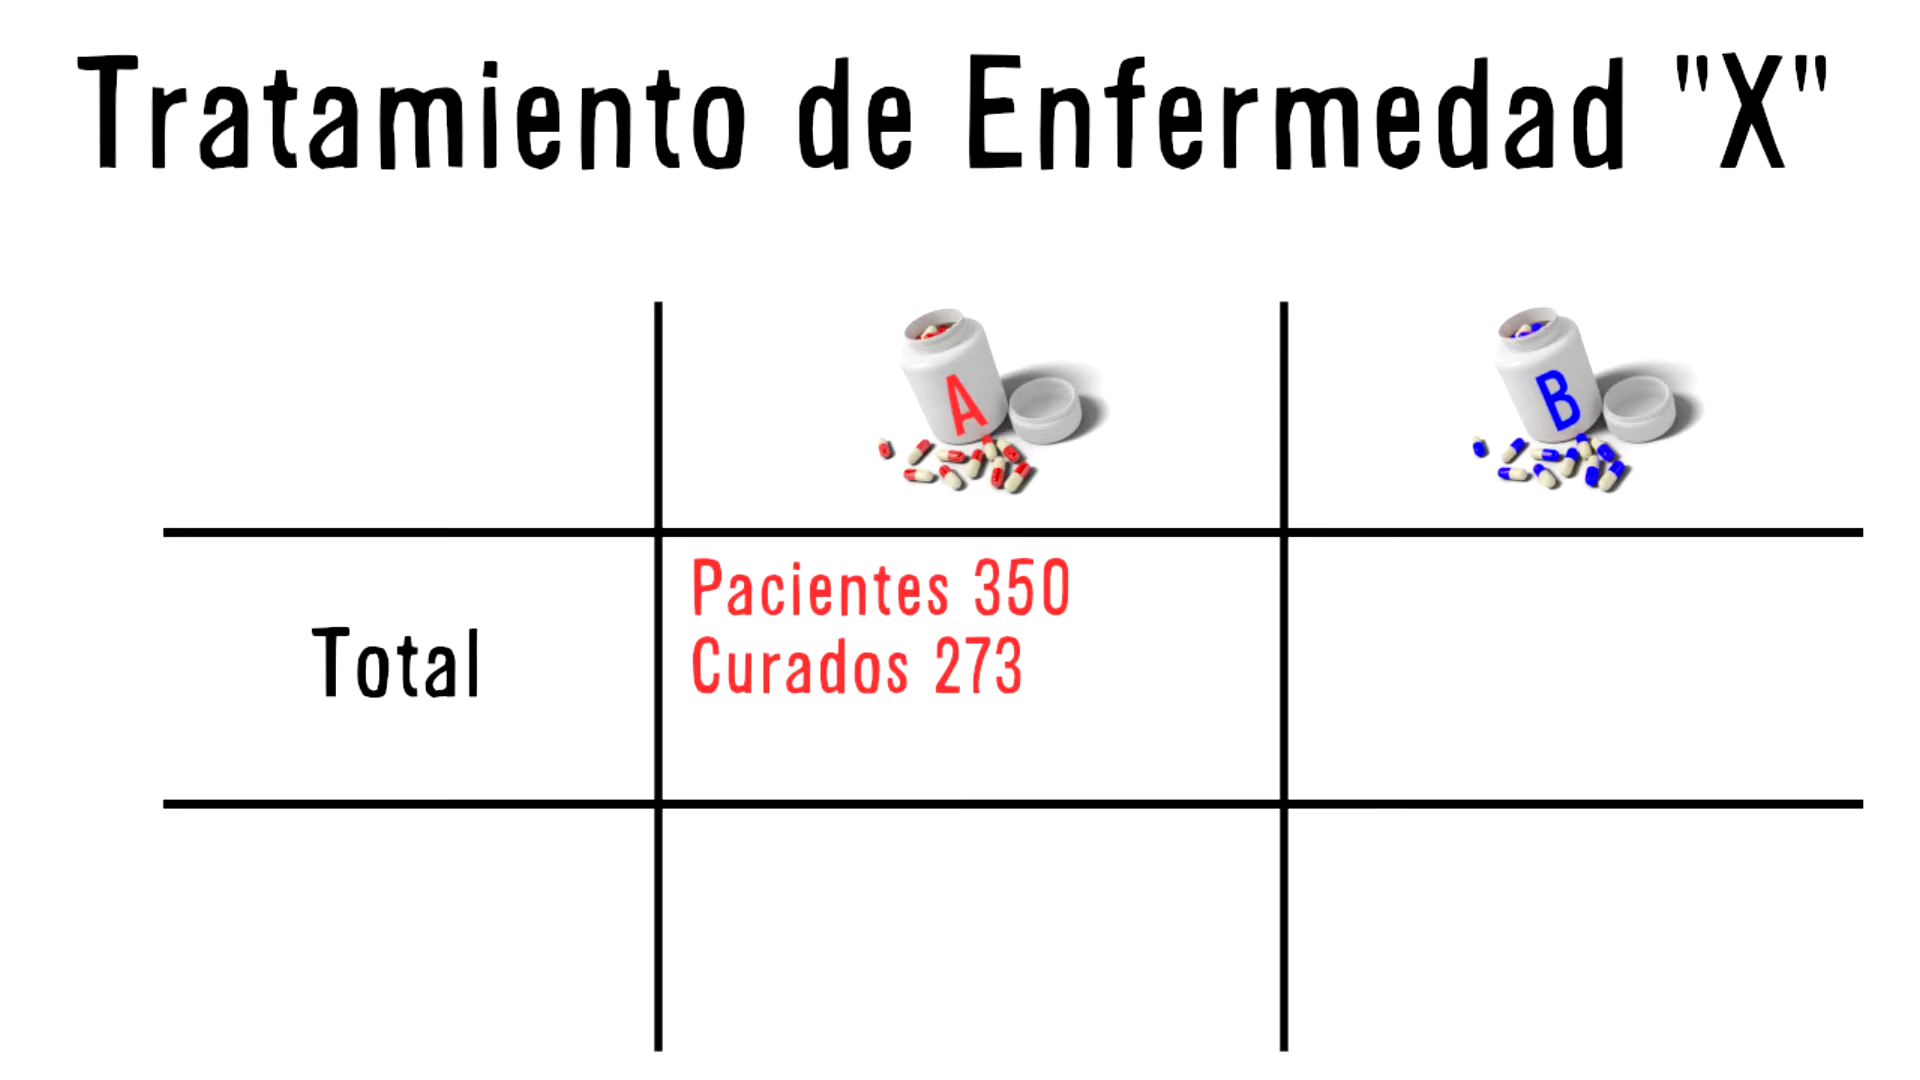 Tratamiento de Enfermedad "X"
A
B
Pacientes 350
Total
Curados 273